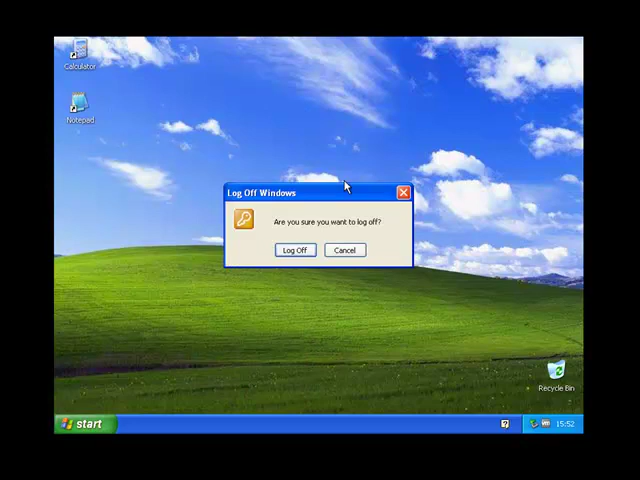 Calculator
Notepad
Log Off Windows
Are you sure you want to log off?
Log Off
Cancel
Recycle Bin
start
15:52